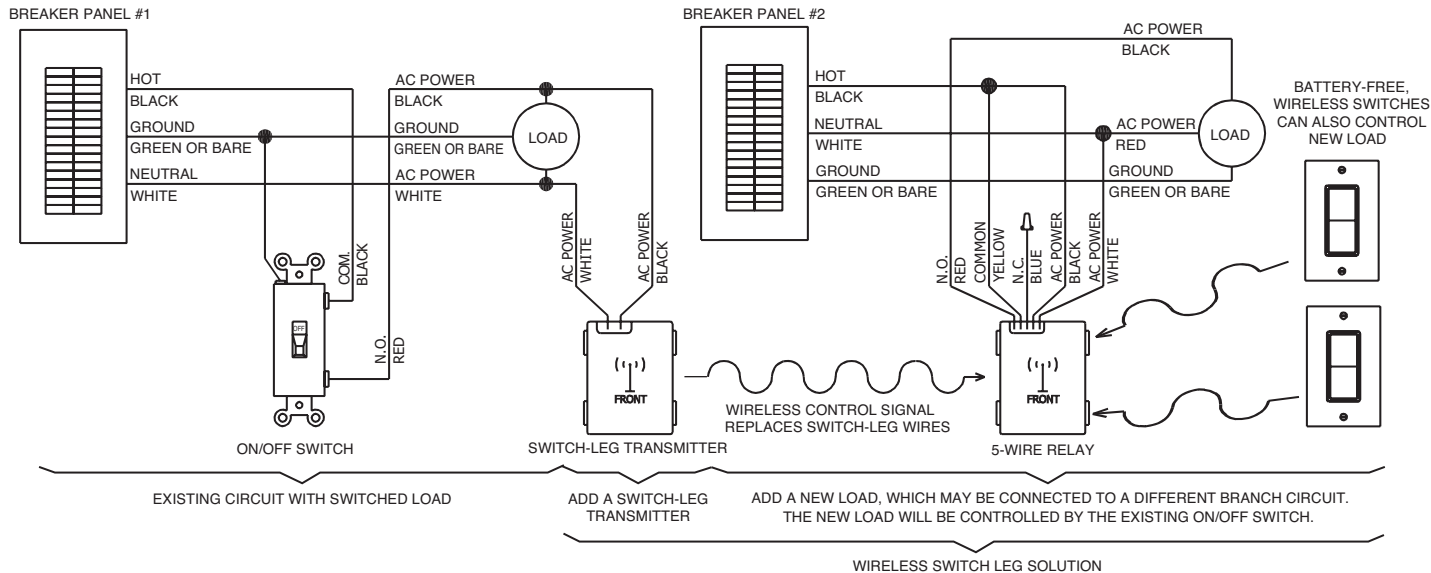 BREAKER PANEL #1
HOT
BLACK
GROUND
GREEN OR BARE
NEUTRAL
WHITE
AC POWER
BLACK
GROUND
GREEN OR BARE
AC POWER
WHITE
LOAD
COM.
BLACK
N.O.
RED
OFF
ON/OFF SWITCH
AC POWER
WHITE
AC POWER
BLACK
FRONT
SWITCH-LEG TRANSMITTER
WIRELESS CONTROL SIGNAL
REPLACES SWITCH-LEG WIRES
BREAKER PANEL #2
HOT
BLACK
NEUTRAL
WHITE
GROUND
GREEN OR BARE
AC POWER
BLACK
AC POWER
RED
GROUND
GREEN OR BARE
LOAD
N.O.
RED
COMMON
YELLOW
N.C.
BLUE
AC POWER
BLACK
AC POWER
WHITE
FRONT
5-WIRE RELAY
BATTERY-FREE,
WIRELESS SWITCHES
CAN ALSO CONTROL
NEW LOAD
EXISTING CIRCUIT WITH SWITCHED LOAD
ADD A SWITCH-LEG
TRANSMITTER
ADD A NEW LOAD, WHICH MAY BE CONNECTED TO A DIFFERENT BRANCH CIRCUIT.
THE NEW LOAD WILL BE CONTROLLED BY THE EXISTING ON/OFF SWITCH.
WIRELESS SWITCH LEG SOLUTION